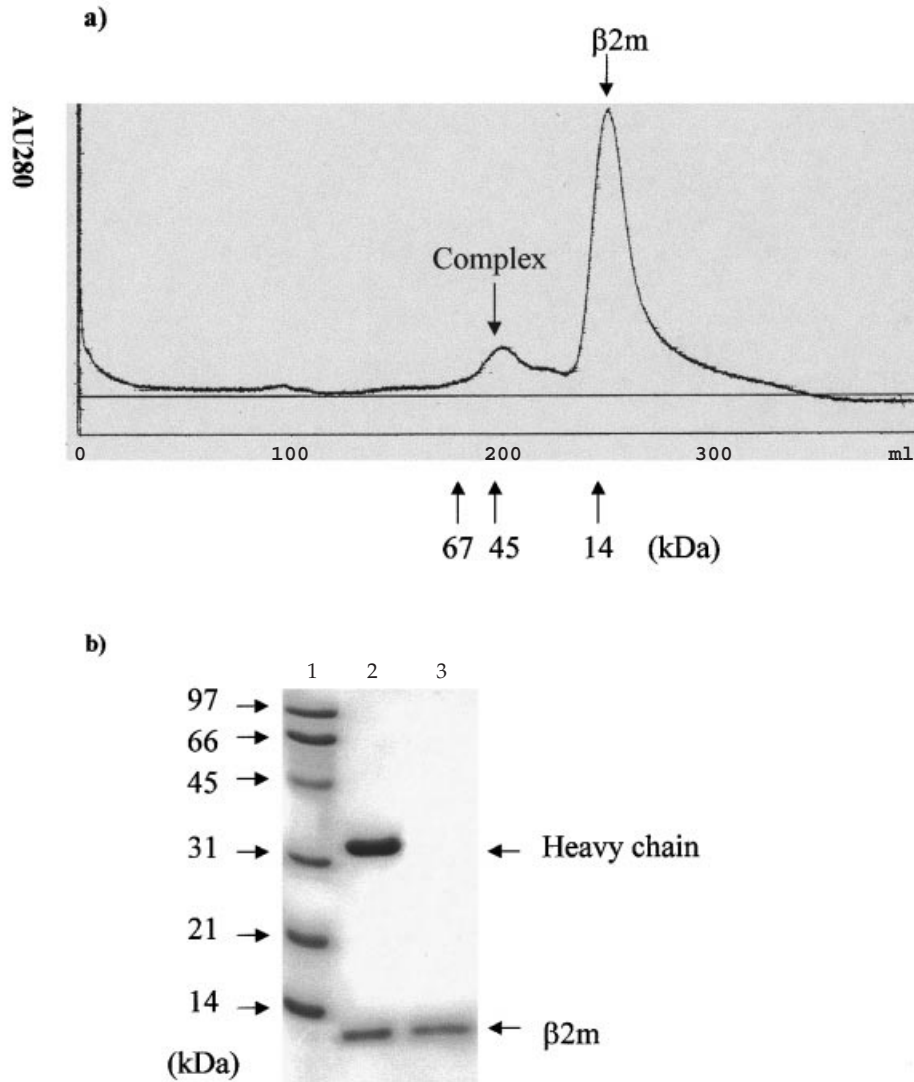 a)
β2m
AU280
Complex
0 100 200 300 ml
67 45 14 (kDa)
b)
1 2 3
97
66
45
31 Heavy chain
21
14
β2m
(kDa)